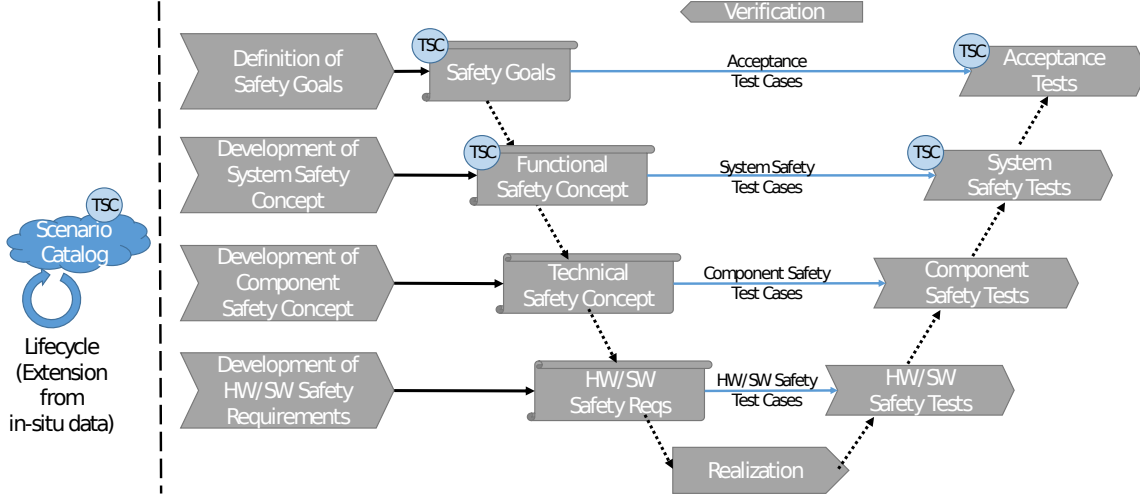 Verification
Definition of
Safety Goals
TSC
Safety Goals
Acceptance
Test Cases
TSC
Acceptance
Tests
Development of
System Safety
Concept
TSC
Functional
Safety Concept
System Safety
Test Cases
TSC
System
Safety Tests
TSC
Scenario
Catalog
Lifecycle
(Extension
from
in-situ data)
Development of
Component
Safety Concept
Technical
Safety Concept
Component Safety
Test Cases
Component
Safety Tests
Development of
HW/SW Safety
Requirements
HW/SW
Safety Reqs
HW/SW Safety
Test Cases
HW/SW
Safety Tests
Realization